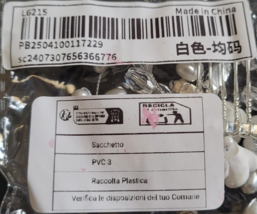 L6215
Made in China
PB2504100117229
sc2407307656366776
白色-均码
RICICLA
Sacchetto
PVC 3
Raccolta Plastica
Verifica le disposizioni del tuo Comune